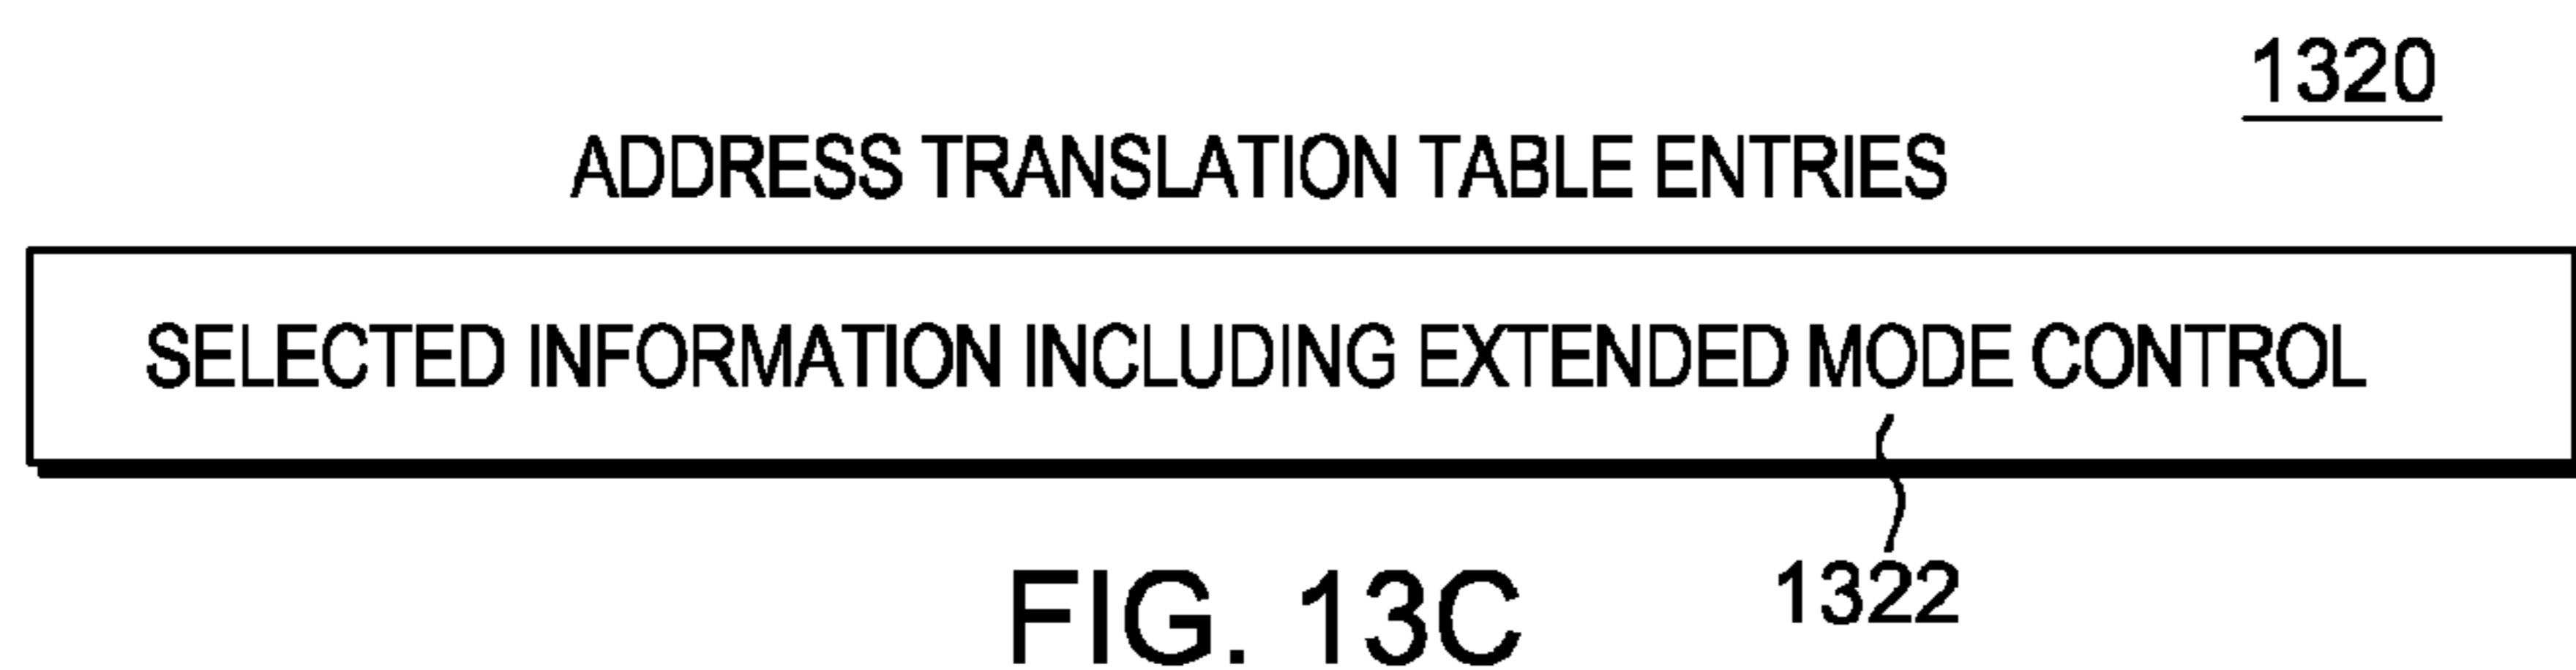 1320
ADDRESS TRANSLATION TABLE ENTRIES
SELECTED INFORMATION INCLUDING EXTENDED MODE CONTROL
1322
FIG. 13C